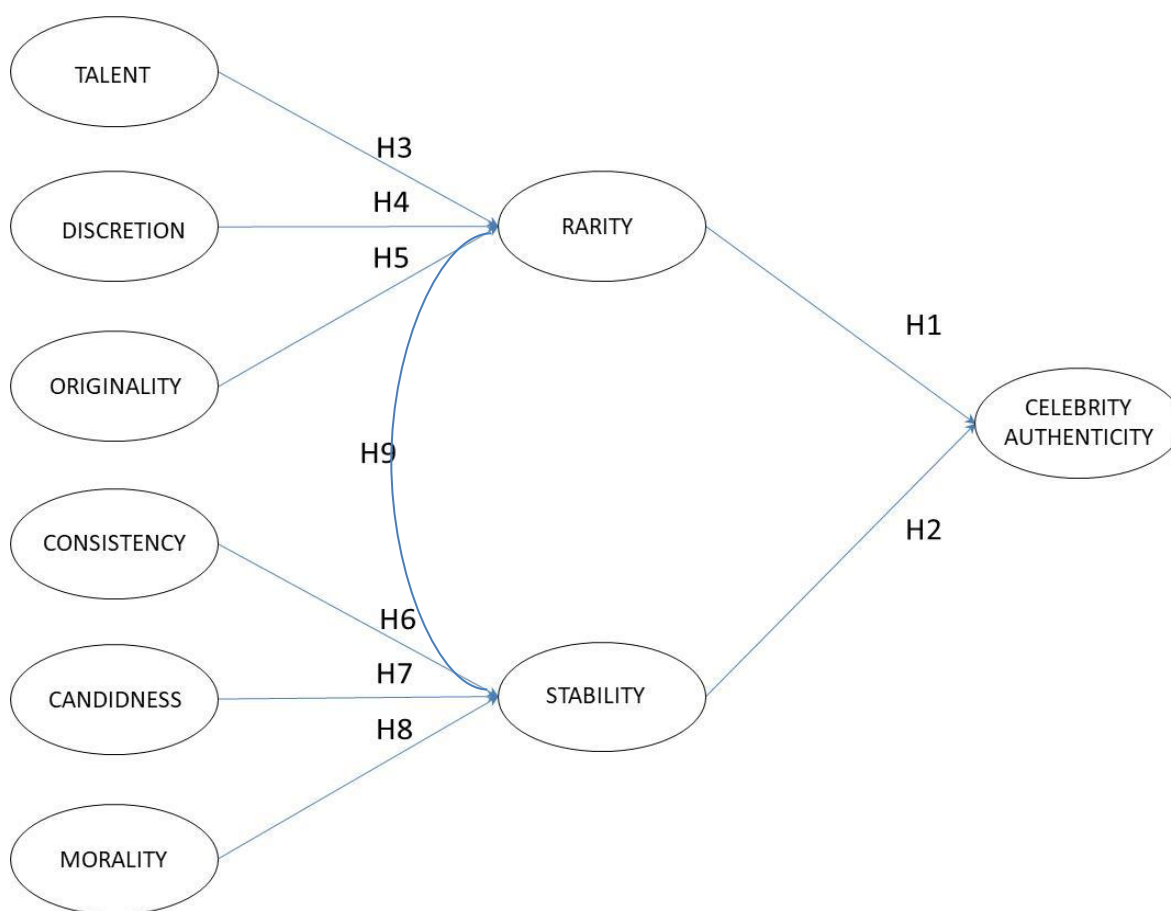 TALENT
H3
H4
DISCRETION
RARITY
H5
H1
ORIGINALITY
CELEBRITY
AUTHENTICITY
H9
H2
CONSISTENCY
H6
H7
CANDIDNESS
STABILITY
H8
MORALITY